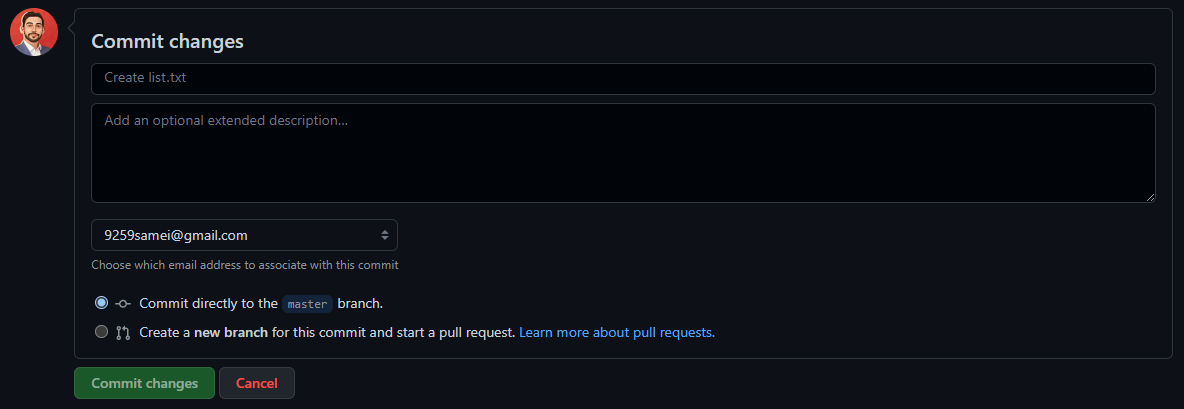 Commit changes
Create list.txt
Add an optional extended description...
9259samei@gmail.com
Choose which email address to associate with this commit
Commit directly to the master branch.
Create a new branch for this commit and start a pull request. Learn more about pull requests.
Commit changes Cancel